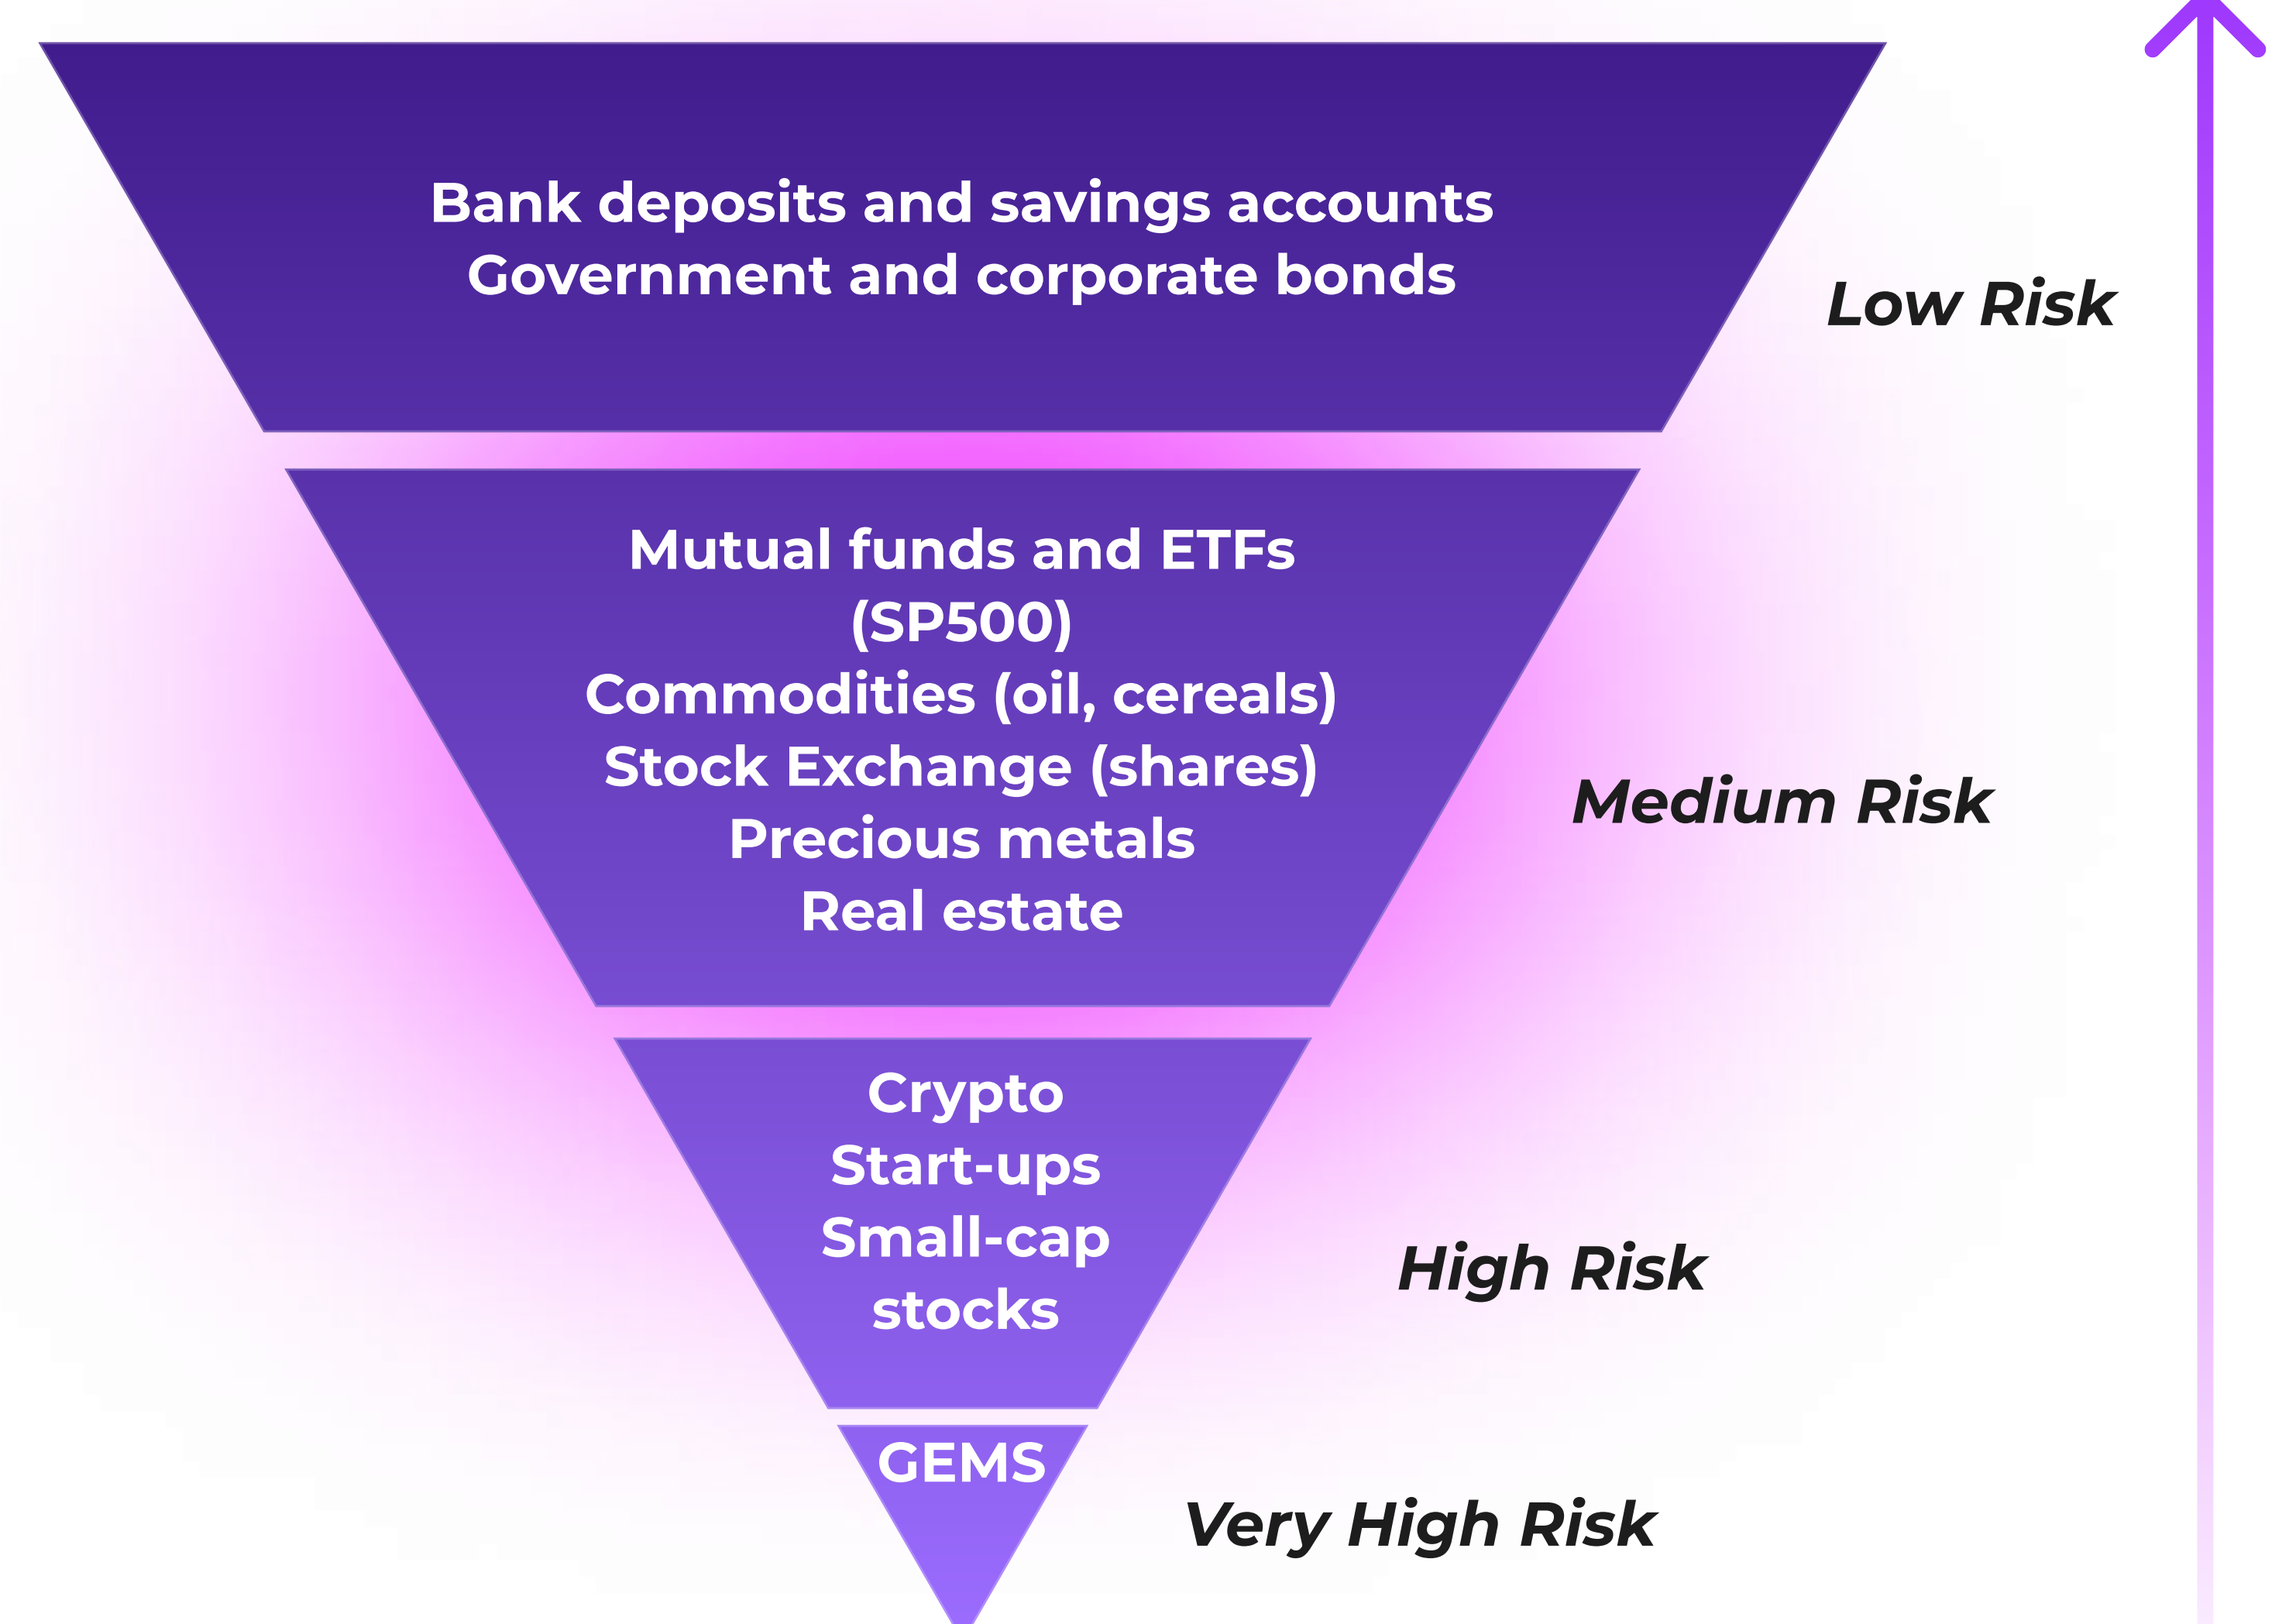 Bank deposits and savings accounts
Government and corporate bonds
Low Risk
Mutual funds and ETFs
(SP500)
Commodities (oil, cereals)
Stock Exchange (shares)
Precious metals
Real estate
Medium Risk
Crypto
Start-ups
Small-cap
stocks
High Risk
GEMS
Very High Risk